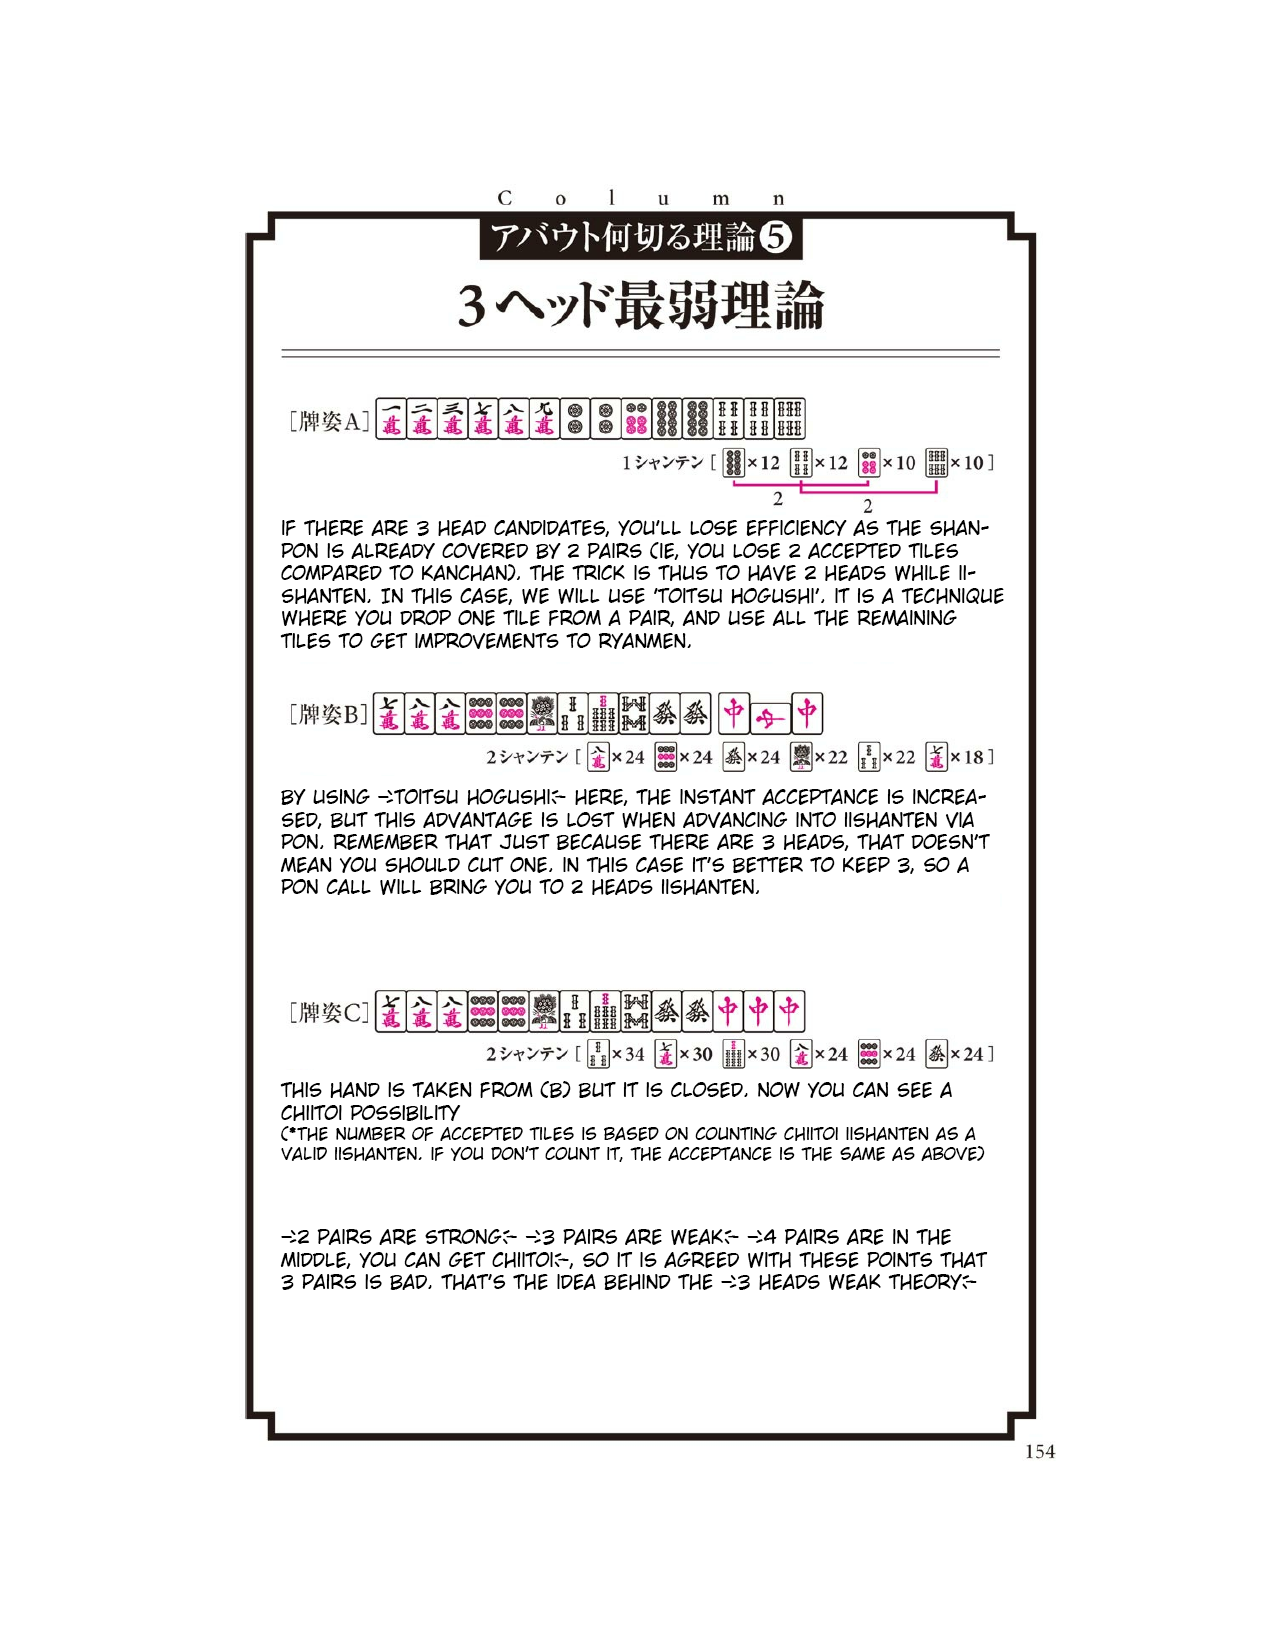 Column
アバウト何切る理論❺
3ヘッド最弱理論
[牌姿A]
1シャンテン [ ×12 ×12 ×10 ×10 ]
2
2
IF THERE ARE 3 HEAD CANDIDATES, YOU'LL LOSE EFFICIENCY AS THE SHAN-
PON IS ALREADY COVERED BY 2 PAIRS (IE, YOU LOSE 2 ACCEPTED TILES
COMPARED TO KANCHAN). THE TRICK IS THUS TO HAVE 2 HEADS WHILE II-
SHANTEN. IN THIS CASE, WE WILL USE 'TOITSU HOGUSHI'. IT IS A TECHNIQUE
WHERE YOU DROP ONE TILE FROM A PAIR, AND USE ALL THE REMAINING
TILES TO GET IMPROVEMENTS TO RYANMEN.
[牌姿B]
2シャンテン [ ×24 ×24 ×24 ×22 ×22 ×18 ]
BY USING →TOITSU HOGUSHI← HERE, THE INSTANT ACCEPTANCE IS INCREA-
SED, BUT THIS ADVANTAGE IS LOST WHEN ADVANCING INTO IISHANTEN VIA
PON. REMEMBER THAT JUST BECAUSE THERE ARE 3 HEADS, THAT DOESN'T
MEAN YOU SHOULD CUT ONE. IN THIS CASE IT'S BETTER TO KEEP 3, SO A
PON CALL WILL BRING YOU TO 2 HEADS IISHANTEN.
[牌姿C]
2シャンテン [ ×34 ×30 ×30 ×24 ×24 ×24 ]
THIS HAND IS TAKEN FROM (B) BUT IT IS CLOSED. NOW YOU CAN SEE A
CHIITOI POSSIBILITY
(*THE NUMBER OF ACCEPTED TILES IS BASED ON COUNTING CHIITOI IISHANTEN AS A
VALID IISHANTEN. IF YOU DON'T COUNT IT, THE ACCEPTANCE IS THE SAME AS ABOVE)
→2 PAIRS ARE STRONG← →3 PAIRS ARE WEAK← →4 PAIRS ARE IN THE
MIDDLE, YOU CAN GET CHIITOI←, SO IT IS AGREED WITH THESE POINTS THAT
3 PAIRS IS BAD. THAT'S THE IDEA BEHIND THE →3 HEADS WEAK THEORY←
154